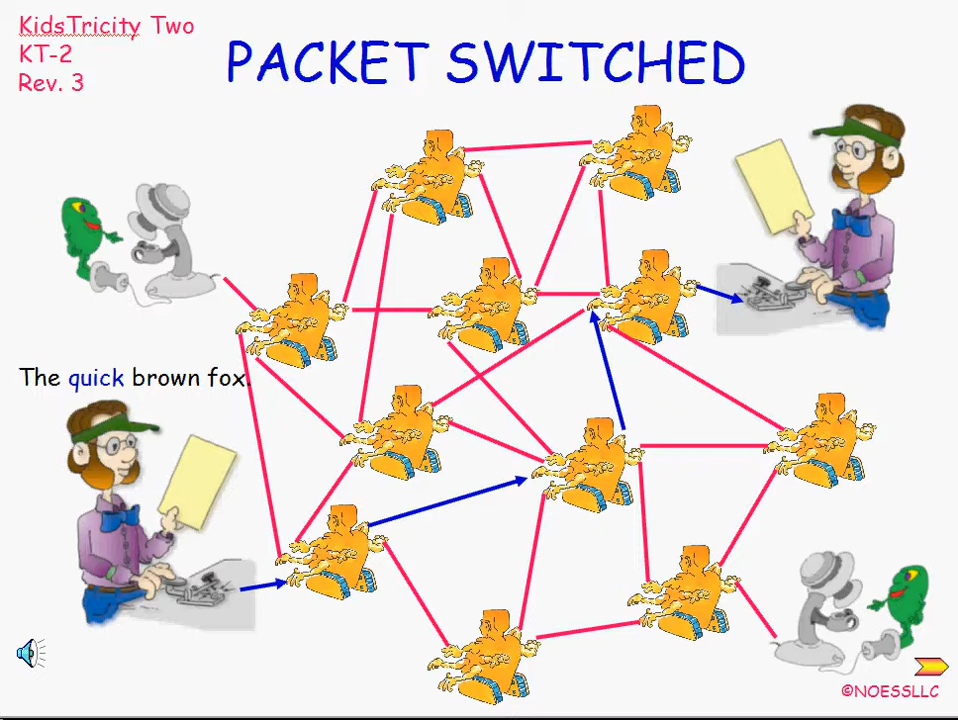 KidsTricity Two
KT-2
Rev. 3
PACKET SWITCHED
The quick brown fox.
©NOESSLLC